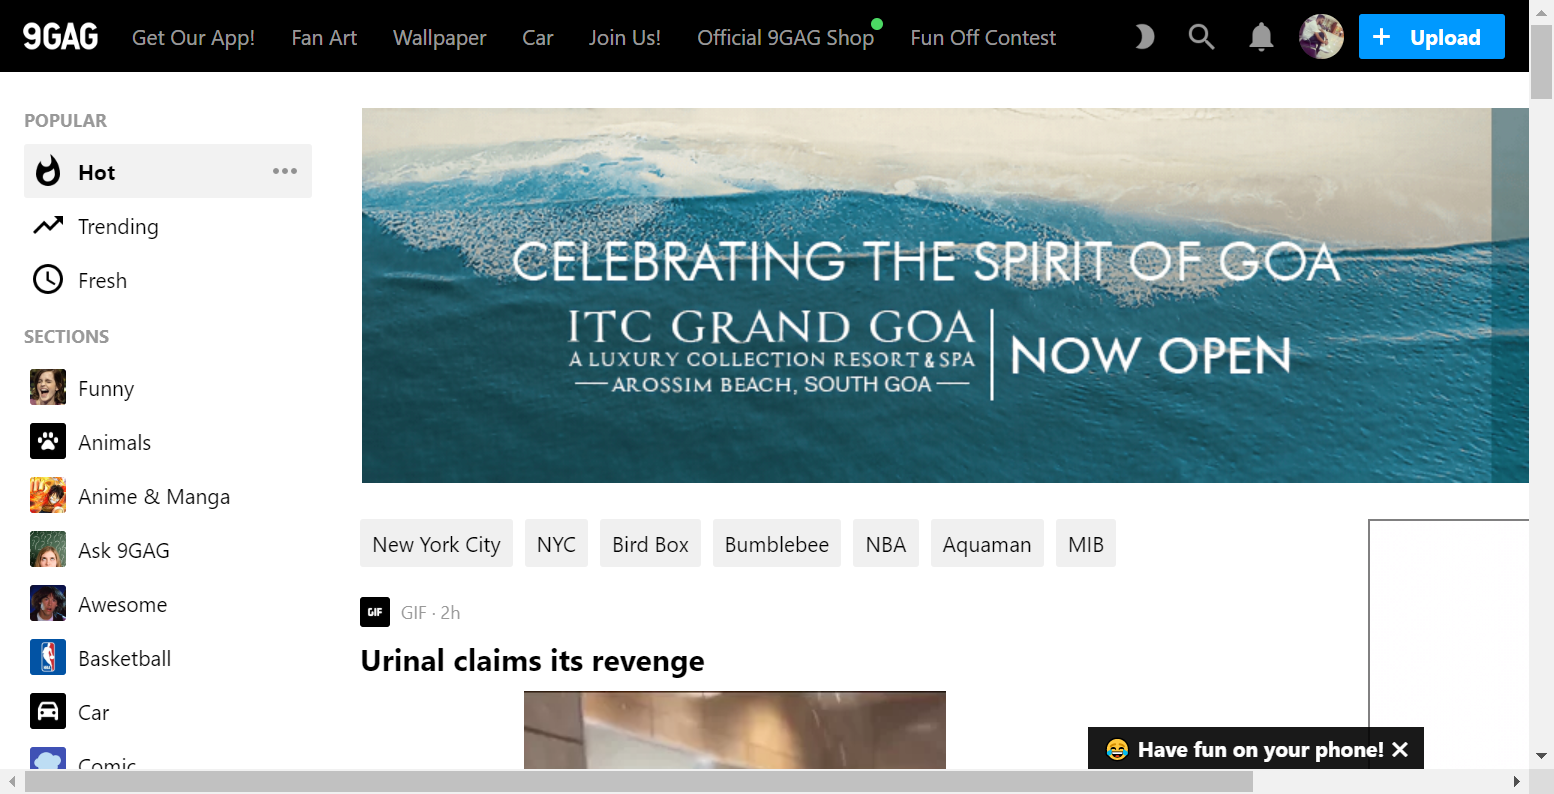 9GAG
Get Our App!
Fan Art
Wallpaper
Car
Join Us!
Official 9GAG Shop
Fun Off Contest
+ Upload
POPULAR
Hot
Trending
Fresh
SECTIONS
Funny
Animals
Anime & Manga
Ask 9GAG
Awesome
Basketball
Car
Comic
CELEBRATING THE SPIRIT OF GOA
ITC GRAND GOA
A LUXURY COLLECTION RESORT & SPA
AROSSIM BEACH, SOUTH GOA
NOW OPEN
New York City
NYC
Bird Box
Bumblebee
NBA
Aquaman
MIB
GIF
GIF · 2h
Urinal claims its revenge
😂 Have fun on your phone! ✕